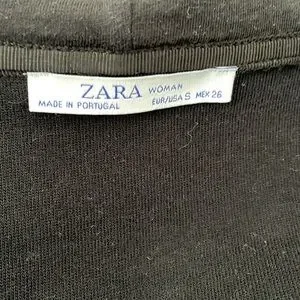 ZARA WOMAN
MADE IN PORTUGAL EUR/USA S MEX 26